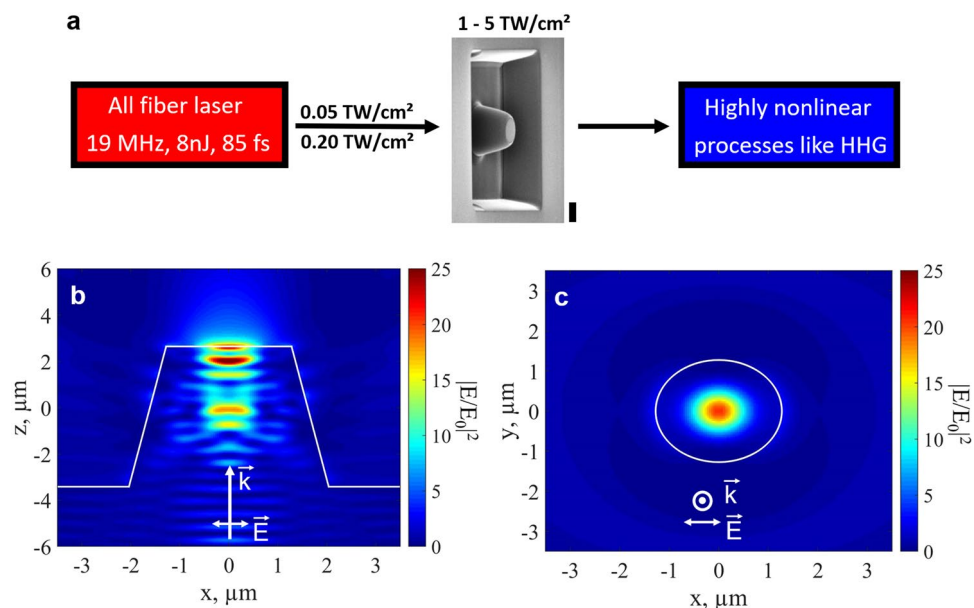 a
1 - 5 TW/cm²
All fiber laser
19 MHz, 8nJ, 85 fs
0.05 TW/cm²
0.20 TW/cm²
Highly nonlinear
processes like HHG
b
6
4
2
0
-2
-4
-6
z, µm
-3 -2 -1 0 1 2 3
x, µm
k
E
25
20
15
10
5
0
|E/E₀|²
c
3
2
1
0
-1
-2
-3
y, µm
-3 -2 -1 0 1 2 3
x, µm
k
E
25
20
15
10
5
0
|E/E₀|²